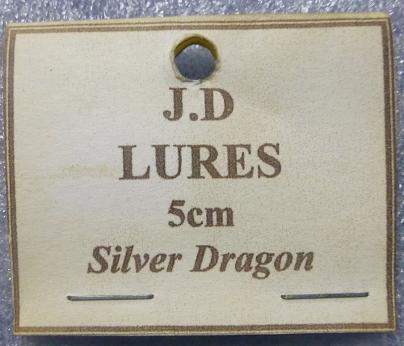 J.D
LURES
5cm
Silver Dragon